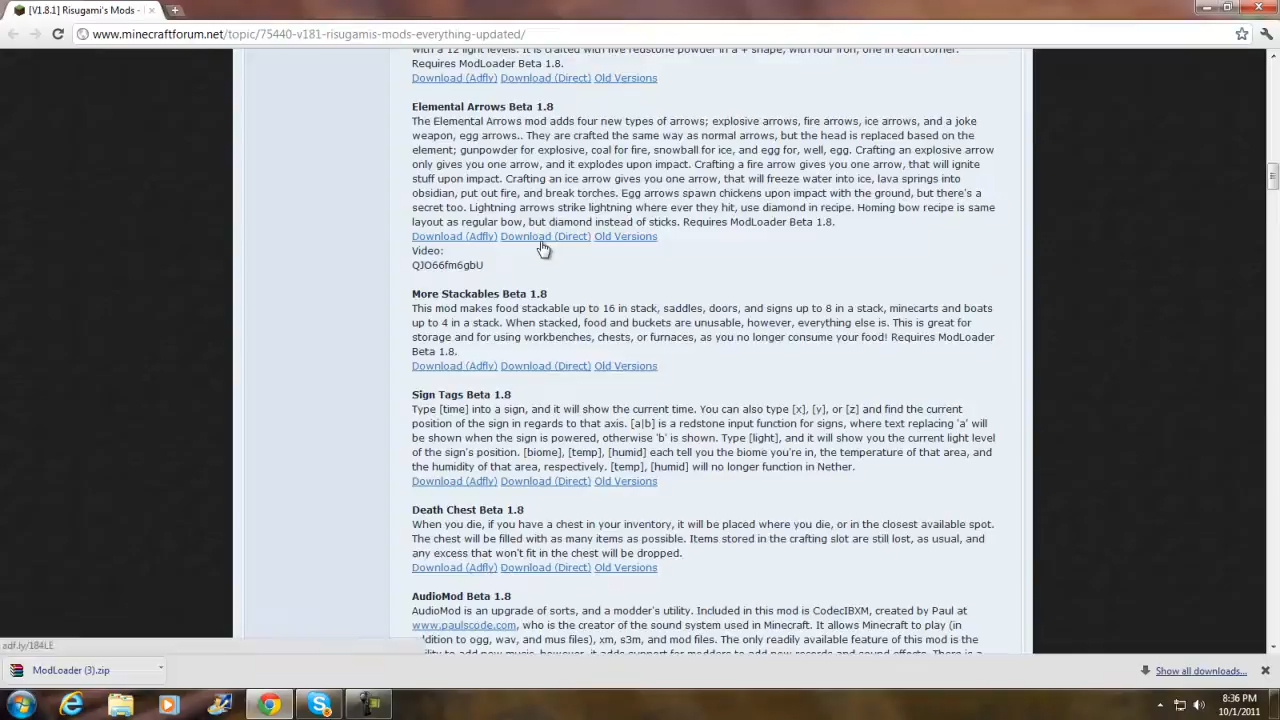 [V1.8.1] Risugami's Mods -
www.minecraftforum.net/topic/75440-v181-risugamis-mods-everything-updated/
with a 12 light levels. It is crafted with five redstone powder in a + shape, with four iron, one in each corner.
Requires ModLoader Beta 1.8.
Download (Adfly) Download (Direct) Old Versions
Elemental Arrows Beta 1.8
The Elemental Arrows mod adds four new types of arrows; explosive arrows, fire arrows, ice arrows, and a joke
weapon, egg arrows.. They are crafted the same way as normal arrows, but the head is replaced based on the
element; gunpowder for explosive, coal for fire, snowball for ice, and egg for, well, egg. Crafting an explosive arrow
only gives you one arrow, and it explodes upon impact. Crafting a fire arrow gives you one arrow, that will ignite
stuff upon impact. Crafting an ice arrow gives you one arrow, that will freeze water into ice, lava springs into
obsidian, put out fire, and break torches. Egg arrows spawn chickens upon impact with the ground, but there's a
secret too. Lightning arrows strike lightning where ever they hit, use diamond in recipe. Homing bow recipe is same
layout as regular bow, but diamond instead of sticks. Requires ModLoader Beta 1.8.
Download (Adfly) Download (Direct) Old Versions
Video:
QJO66fm6gbU
More Stackables Beta 1.8
This mod makes food stackable up to 16 in stack, saddles, doors, and signs up to 8 in a stack, minecarts and boats
up to 4 in a stack. When stacked, food and buckets are unusable, however, everything else is. This is great for
storage and for using workbenches, chests, or furnaces, as you no longer consume your food! Requires ModLoader
Beta 1.8.
Download (Adfly) Download (Direct) Old Versions
Sign Tags Beta 1.8
Type [time] into a sign, and it will show the current time. You can also type [x], [y], or [z] and find the current
position of the sign in regards to that axis. [a|b] is a redstone input function for signs, where text replacing 'a' will
be shown when the sign is powered, otherwise 'b' is shown. Type [light], and it will show you the current light level
of the sign's position. [biome], [temp], [humid] each tell you the biome you're in, the temperature of that area, and
the humidity of that area, respectively. [temp], [humid] will no longer function in Nether.
Download (Adfly) Download (Direct) Old Versions
Death Chest Beta 1.8
When you die, if you have a chest in your inventory, it will be placed where you die, or in the closest available spot.
The chest will be filled with as many items as possible. Items stored in the crafting slot are still lost, as usual, and
any excess that won't fit in the chest will be dropped.
Download (Adfly) Download (Direct) Old Versions
AudioMod Beta 1.8
AudioMod is an upgrade of sorts, and a modder's utility. Included in this mod is CodecIBXM, created by Paul at
www.paulscode.com, who is the creator of the sound system used in Minecraft. It allows Minecraft to play (in
addition to ogg, wav, and mus files), xm, s3m, and mod files. The only readily available feature of this mod is the
adf.ly/184LE
ModLoader (3).zip
Show all downloads...
8:36 PM
10/1/2011